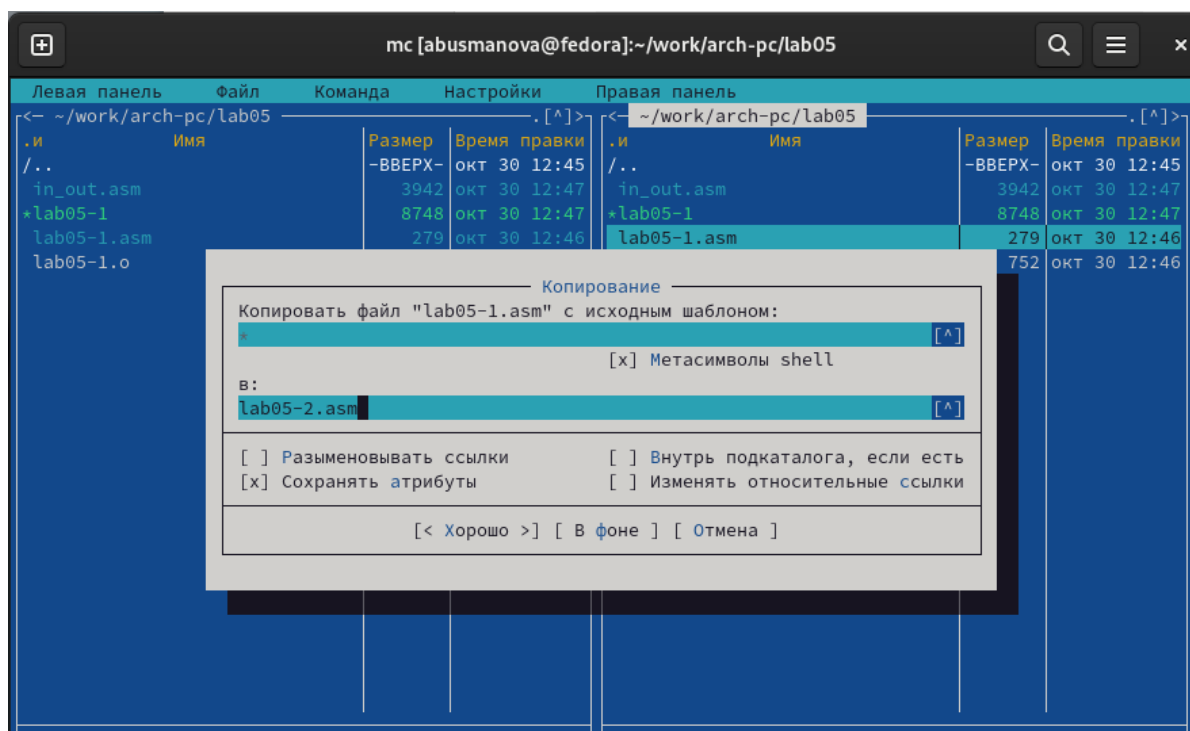 mc [abusmanova@fedora]:~/work/arch-pc/lab05
Левая панель Файл Команда Настройки Правая панель
<— ~/work/arch-pc/lab05 .[^]> <— ~/work/arch-pc/lab05 .[^]>
.и Имя Размер Время правки .и Имя Размер Время правки
/.. -ВВЕРХ- окт 30 12:45 /.. -ВВЕРХ- окт 30 12:45
in_out.asm 3942 окт 30 12:47 in_out.asm 3942 окт 30 12:47
*lab05-1 8748 окт 30 12:47 *lab05-1 8748 окт 30 12:47
lab05-1.asm 279 окт 30 12:46 lab05-1.asm 279 окт 30 12:46
lab05-1.o 752 окт 30 12:46
Копирование
Копировать файл "lab05-1.asm" с исходным шаблоном:
* [^]
[x] Метасимволы shell
в:
lab05-2.asm [^]
[ ] Разыменовывать ссылки [ ] Внутрь подкаталога, если есть
[x] Сохранять атрибуты [ ] Изменять относительные ссылки
[< Хорошо >] [ В фоне ] [ Отмена ]